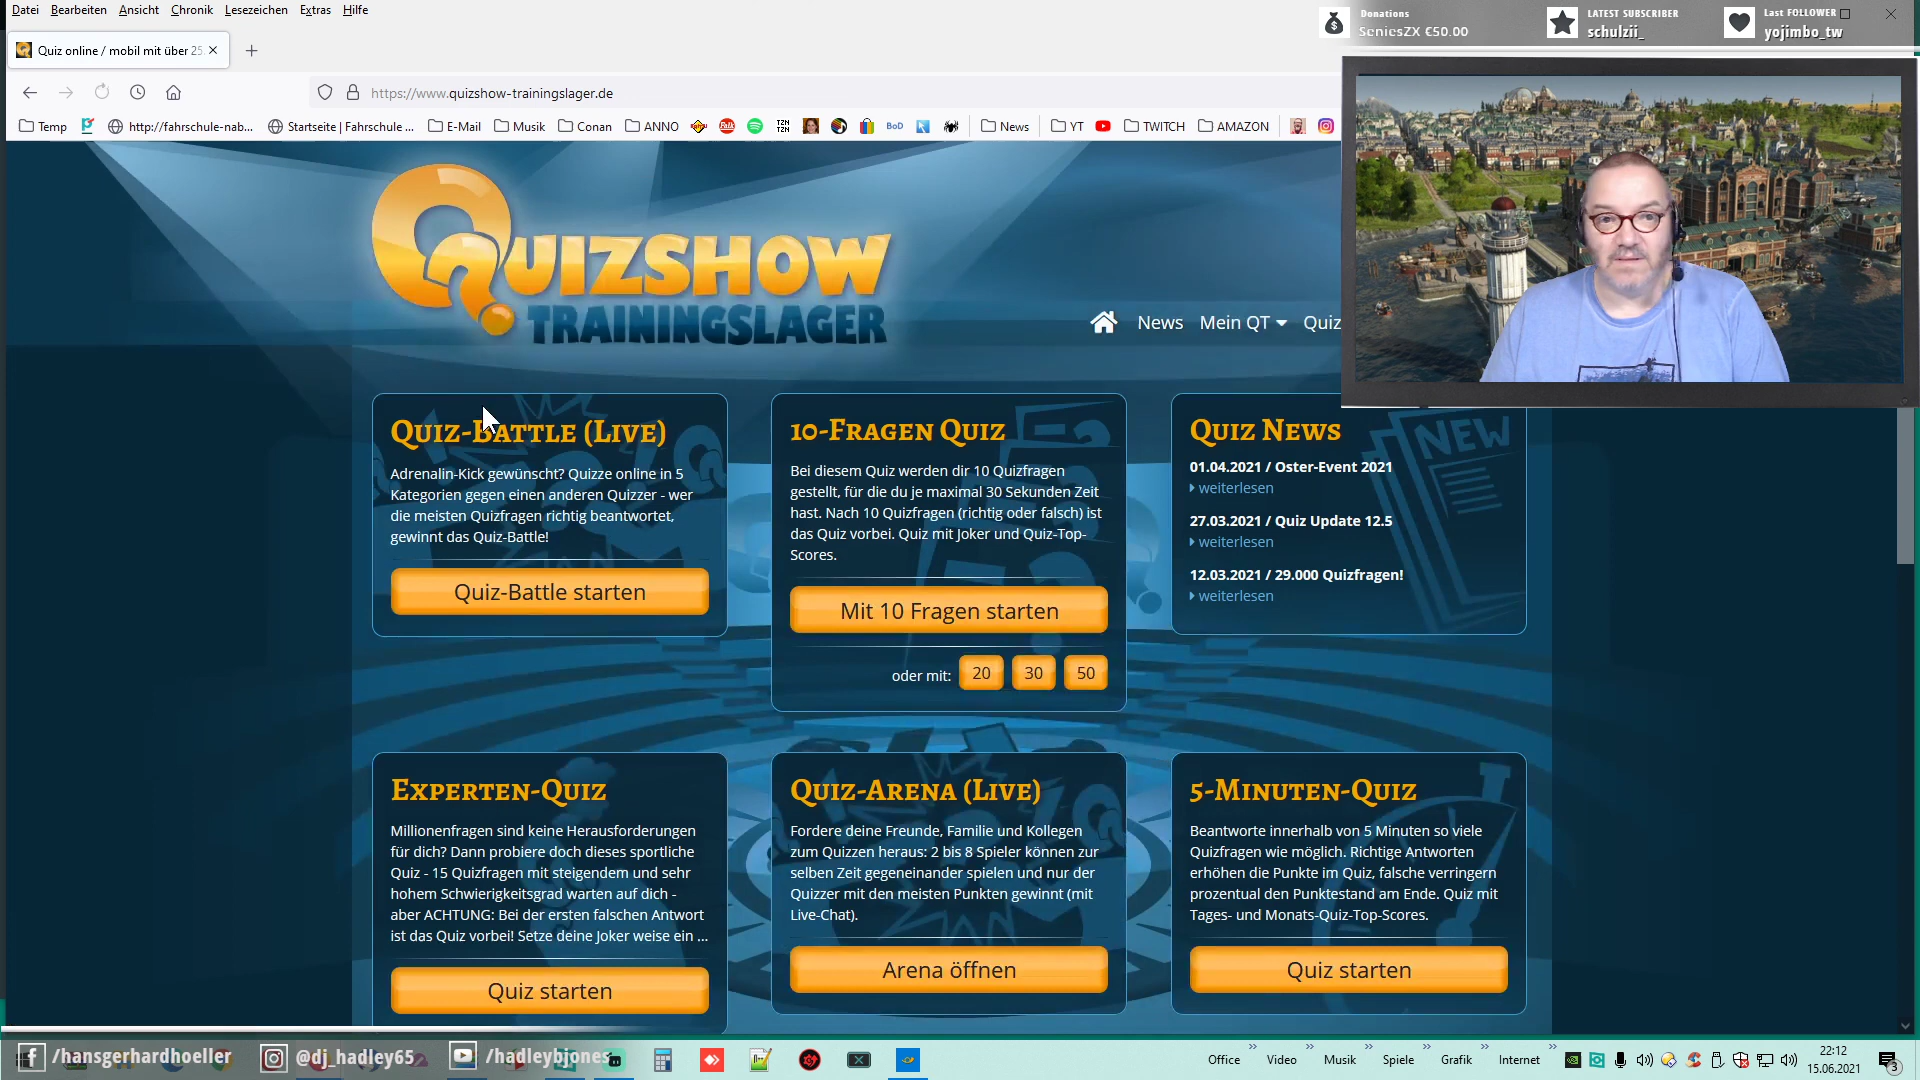 Datei Bearbeiten Ansicht Chronik Lesezeichen Extras Hilfe
Donations
SeniesZX €50.00
LATEST SUBSCRIBER
schulzii_
Last FOLLOWER
yojimbo_tw
Quiz online / mobil mit über 25
https://www.quizshow-trainingslager.de
Temp http://fahrschule-nab... Startseite | Fahrschule ... E-Mail Musik Conan ANNO TZN TZN BoD News YT TWITCH AMAZON
QUIZSHOW
TRAININGSLAGER
News Mein QT Quiz
Quiz-Battle (Live)
Adrenalin-Kick gewünscht? Quizze online in 5
Kategorien gegen einen anderen Quizzer - wer
die meisten Quizfragen richtig beantwortet,
gewinnt das Quiz-Battle!
Quiz-Battle starten
10-Fragen Quiz
Bei diesem Quiz werden dir 10 Quizfragen
gestellt, für die du je maximal 30 Sekunden Zeit
hast. Nach 10 Quizfragen (richtig oder falsch) ist
das Quiz vorbei. Quiz mit Joker und Quiz-Top-
Scores.
Mit 10 Fragen starten
oder mit: 20 30 50
Quiz News
NEW
01.04.2021 / Oster-Event 2021
weiterlesen
27.03.2021 / Quiz Update 12.5
weiterlesen
12.03.2021 / 29.000 Quizfragen!
weiterlesen
Experten-Quiz
Millionenfragen sind keine Herausforderungen
für dich? Dann probiere doch dieses sportliche
Quiz - 15 Quizfragen mit steigendem und sehr
hohem Schwierigkeitsgrad warten auf dich -
aber ACHTUNG: Bei der ersten falschen Antwort
ist das Quiz vorbei! Setze deine Joker weise ein ...
Quiz starten
Quiz-Arena (Live)
Fordere deine Freunde, Familie und Kollegen
zum Quizzen heraus: 2 bis 8 Spieler können zur
selben Zeit gegeneinander spielen und nur der
Quizzer mit den meisten Punkten gewinnt (mit
Live-Chat).
Arena öffnen
5-Minuten-Quiz
Beantworte innerhalb von 5 Minuten so viele
Quizfragen wie möglich. Richtige Antworten
erhöhen die Punkte im Quiz, falsche verringern
prozentual den Punktestand am Ende. Quiz mit
Tages- und Monats-Quiz-Top-Scores.
Quiz starten
/hansgerhardhoeller @dj_hadley65 /hadleybjones
Office Video Musik Spiele Grafik Internet
22:12
15.06.2021
3